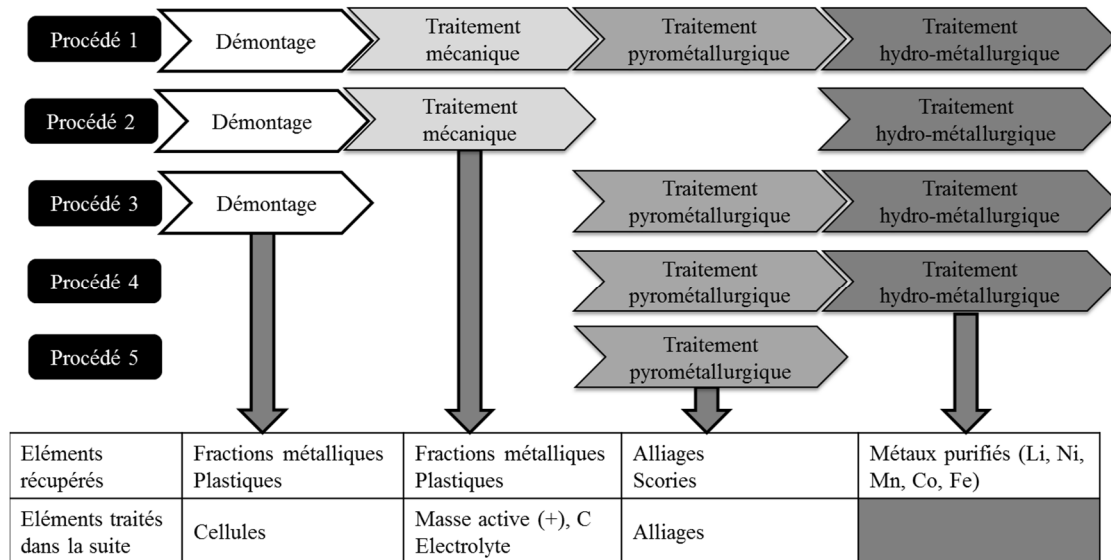 Procédé 1
Démontage
Traitement
mécanique
Traitement
pyrométallurgique
Traitement
hydro-métallurgique
Procédé 2
Démontage
Traitement
mécanique
Traitement
hydro-métallurgique
Procédé 3
Démontage
Traitement
pyrométallurgique
Traitement
hydro-métallurgique
Procédé 4
Traitement
pyrométallurgique
Traitement
hydro-métallurgique
Procédé 5
Traitement
pyrométallurgique
Eléments
récupérés
Fractions métalliques
Plastiques
Fractions métalliques
Plastiques
Alliages
Scories
Métaux purifiés (Li, Ni,
Mn, Co, Fe)
Eléments traités
dans la suite
Cellules
Masse active (+), C
Electrolyte
Alliages